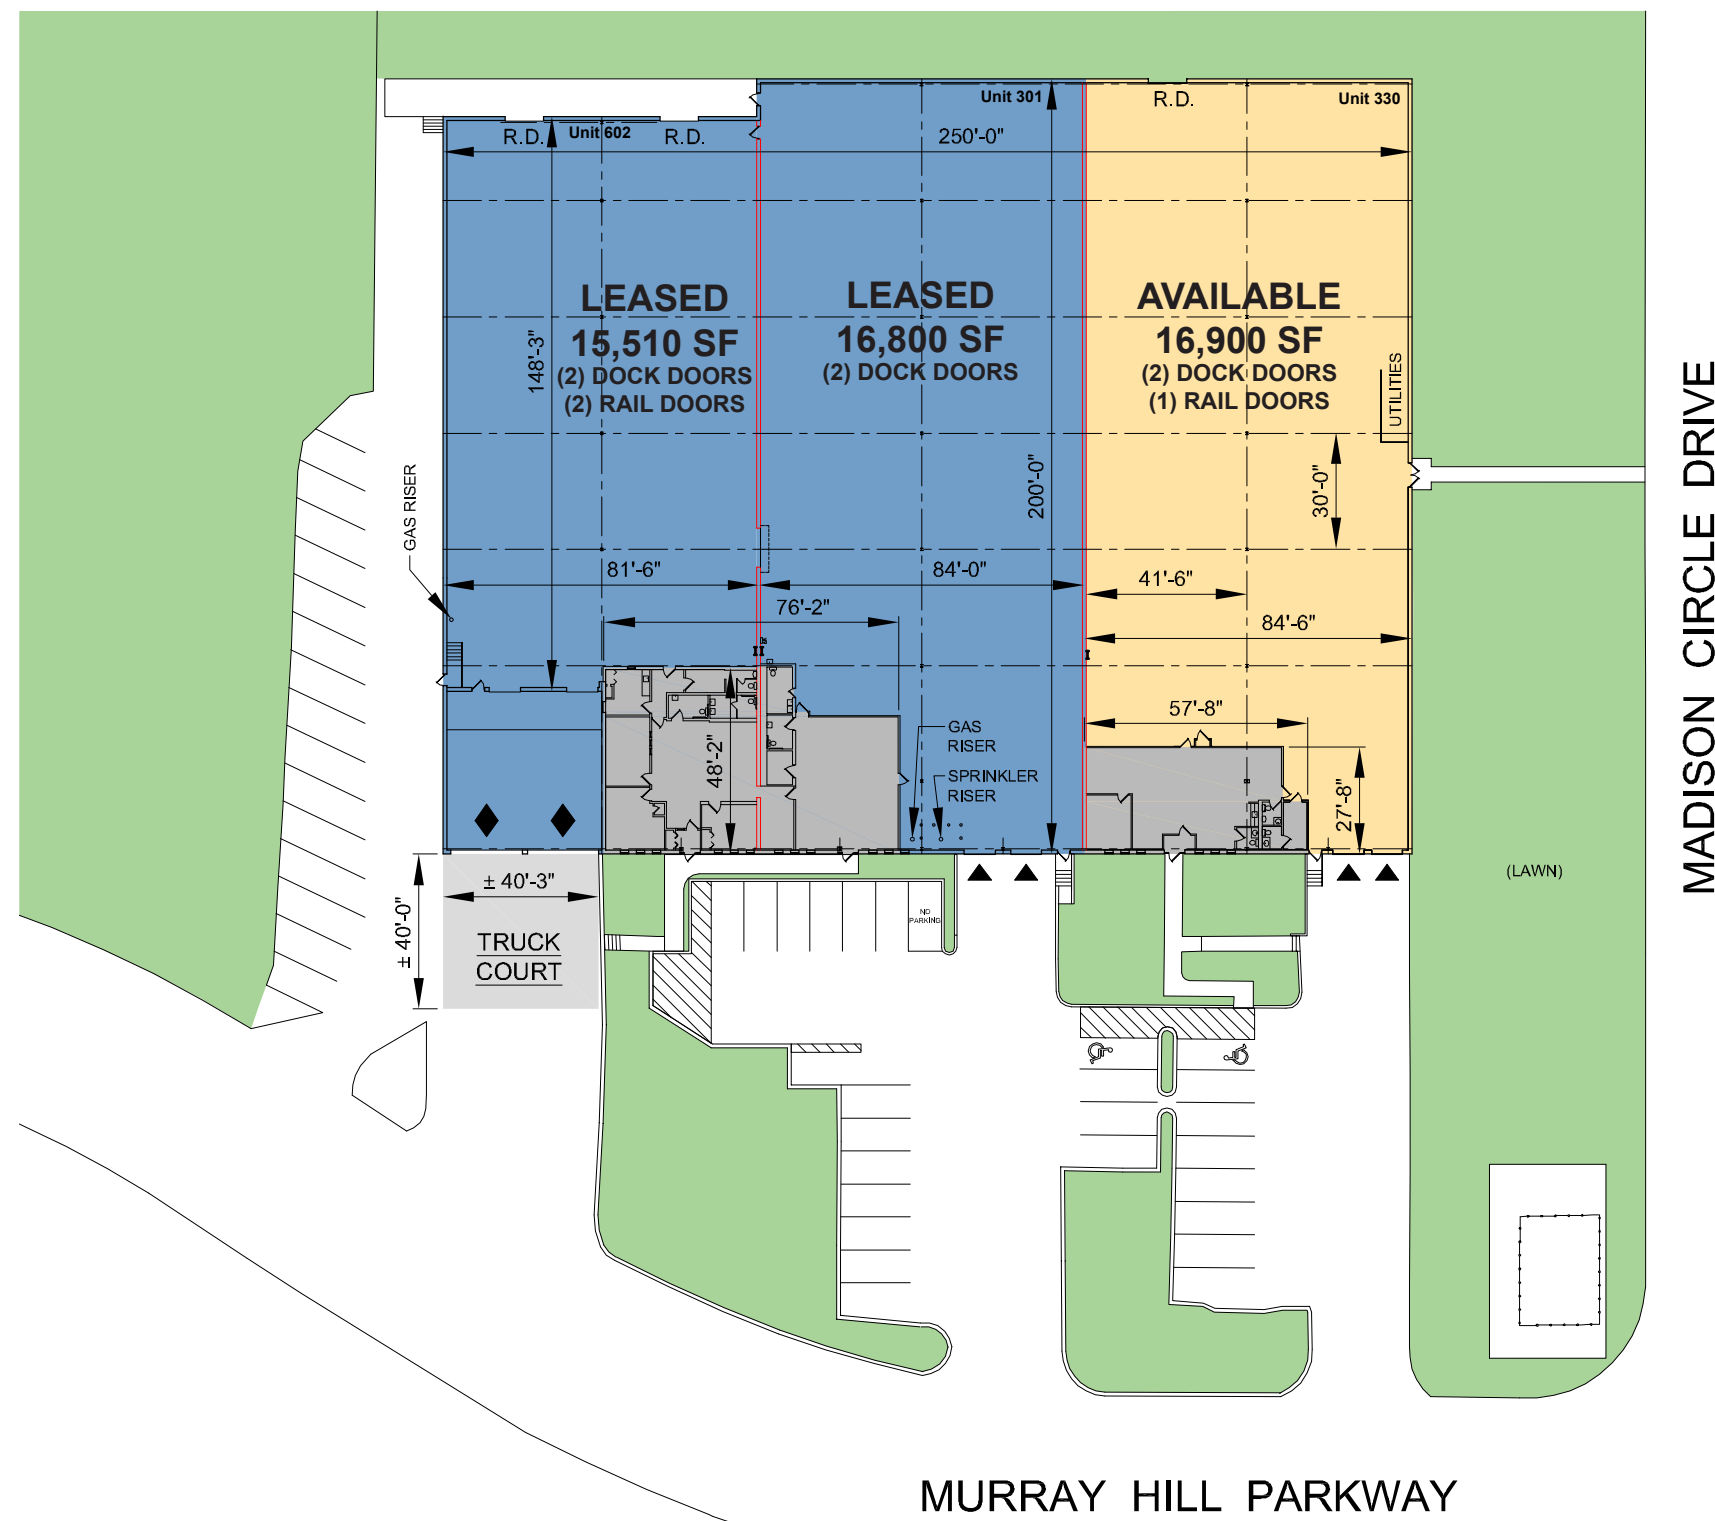 Unit 301
R.D.
Unit 330
R.D.
Unit 602
R.D.
250'-0"
LEASED
15,510 SF
(2) DOCK DOORS
(2) RAIL DOORS
LEASED
16,800 SF
(2) DOCK DOORS
AVAILABLE
16,900 SF
(2) DOCK DOORS
(1) RAIL DOORS
148'-3"
UTILITIES
200'-0"
30'-0"
GAS RISER
81'-6"
84'-0"
41'-6"
76'-2"
84'-6"
57'-8"
48'-2"
GAS
RISER
SPRINKLER
RISER
27'-8"
± 40'-3"
± 40'-0"
TRUCK
COURT
NO
PARKING
(LAWN)
MADISON CIRCLE DRIVE
MURRAY HILL PARKWAY